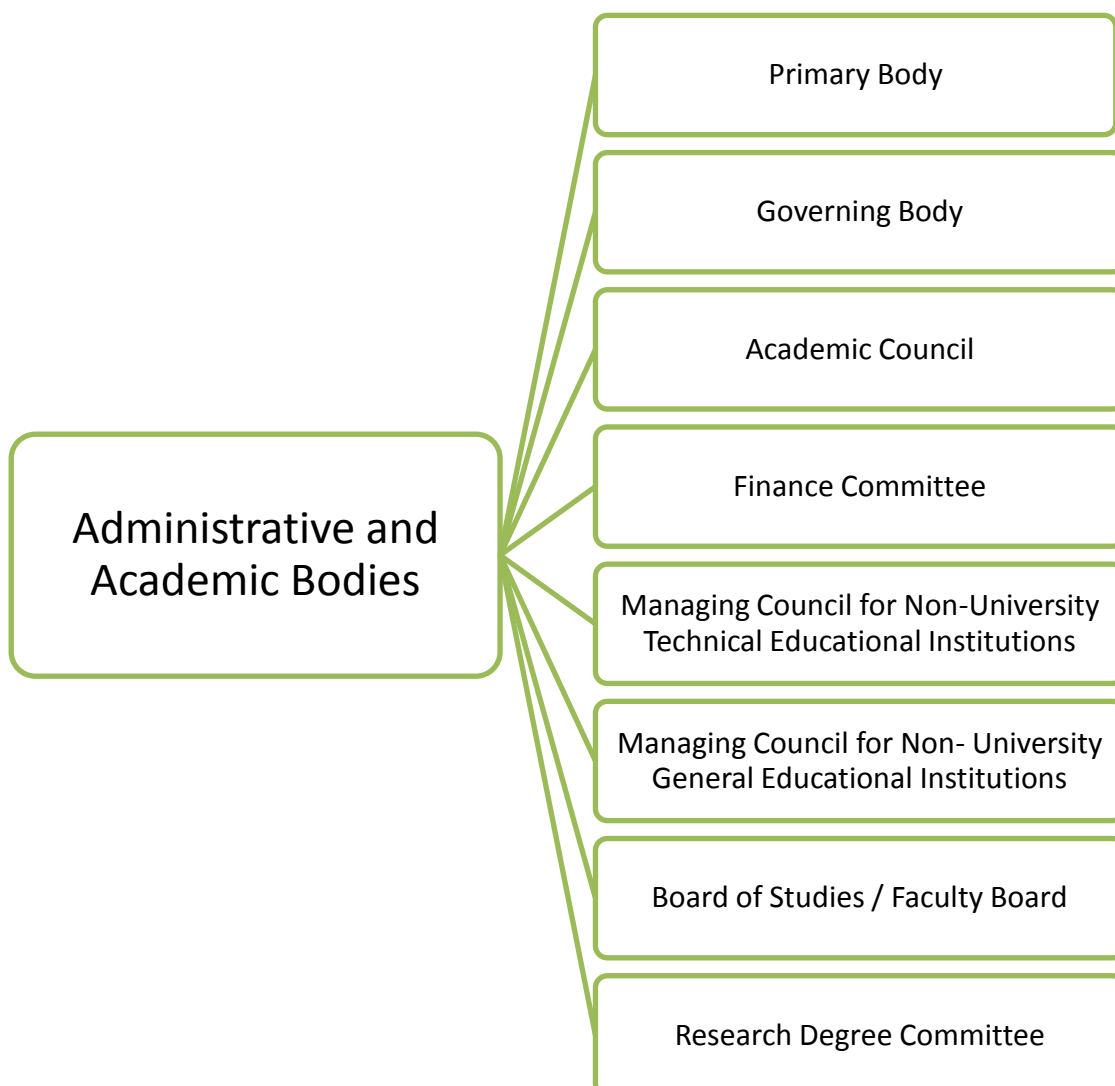 Primary Body
Governing Body
Academic Council
Finance Committee
Administrative and
Academic Bodies
Managing Council for Non-University
Technical Educational Institutions
Managing Council for Non- University
General Educational Institutions
Board of Studies / Faculty Board
Research Degree Committee